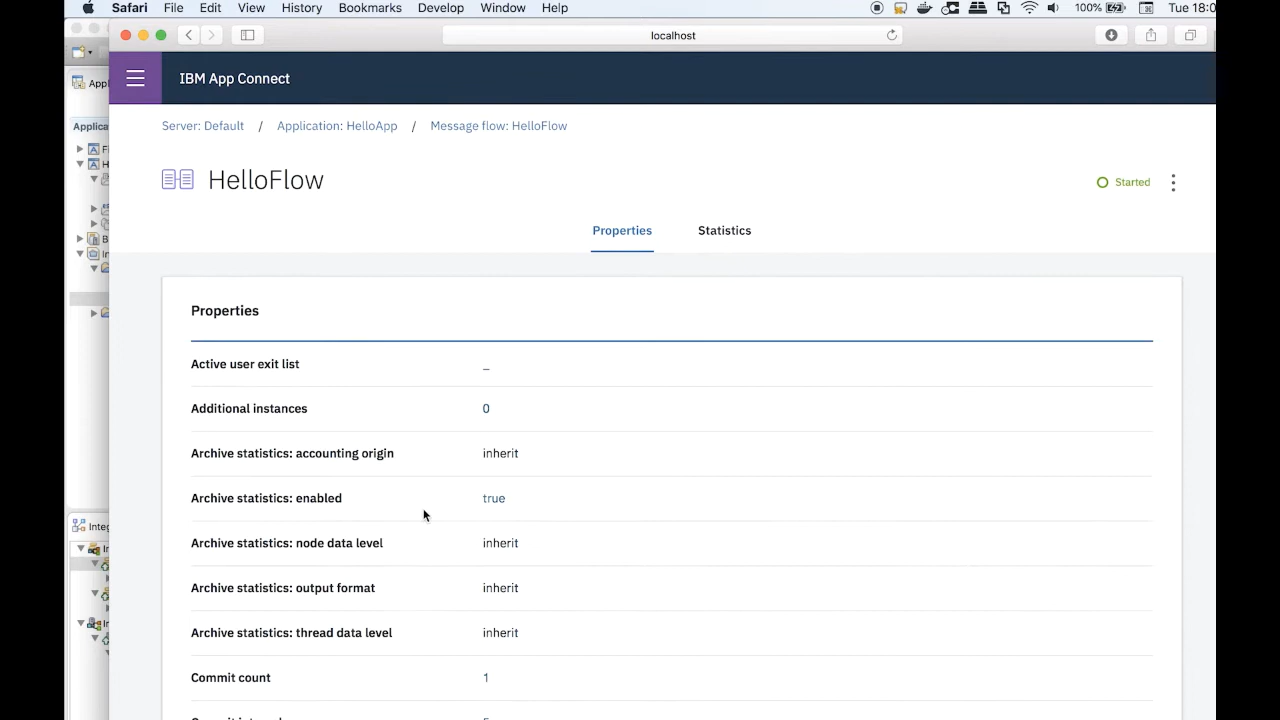 Safari File Edit View History Bookmarks Develop Window Help 100% Tue 18:0
localhost
App
IBM App Connect
Applica
Server: Default / Application: HelloApp / Message flow: HelloFlow
HelloFlow
Started
Properties Statistics
Properties
Active user exit list _
Additional instances 0
Archive statistics: accounting origin inherit
Archive statistics: enabled true
Integ
Archive statistics: node data level inherit
Archive statistics: output format inherit
Archive statistics: thread data level inherit
Commit count 1